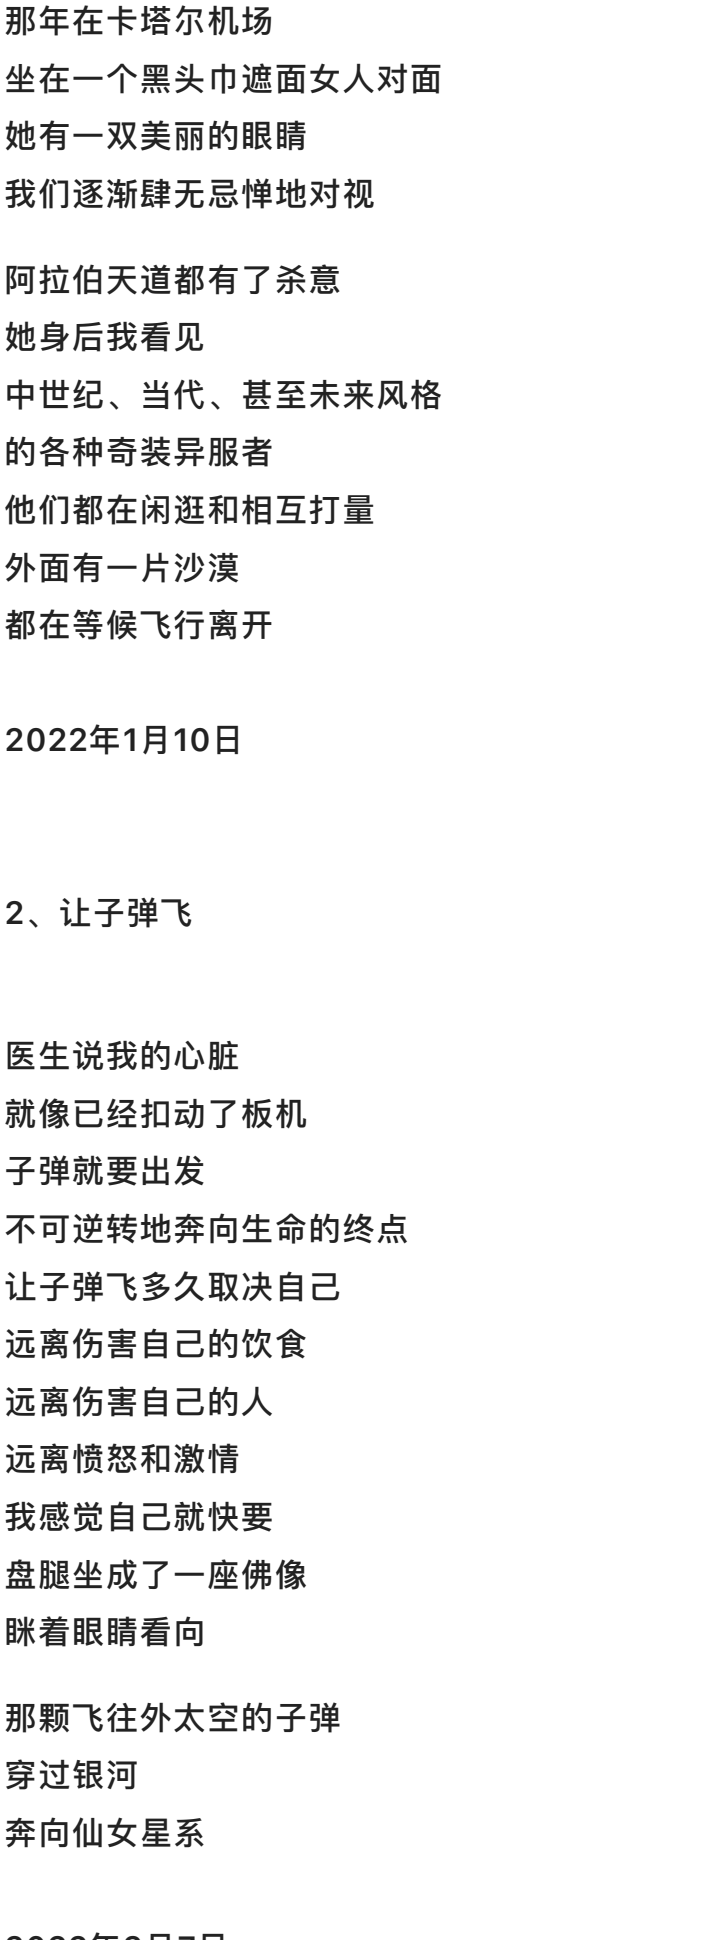 那年在卡塔尔机场
坐在一个黑头巾遮面女人对面
她有一双美丽的眼睛
我们逐渐肆无忌惮地对视
阿拉伯天道都有了杀意
她身后我看见
中世纪、当代、甚至未来风格
的各种奇装异服者
他们都在闲逛和相互打量
外面有一片沙漠
都在等候飞行离开
2022年1月10日
2、让子弹飞
医生说我的心脏
就像已经扣动了板机
子弹就要出发
不可逆转地奔向生命的终点
让子弹飞多久取决自己
远离伤害自己的饮食
远离伤害自己的人
远离愤怒和激情
我感觉自己就快要
盘腿坐成了一座佛像
眯着眼睛看向
那颗飞往外太空的子弹
穿过银河
奔向仙女星系